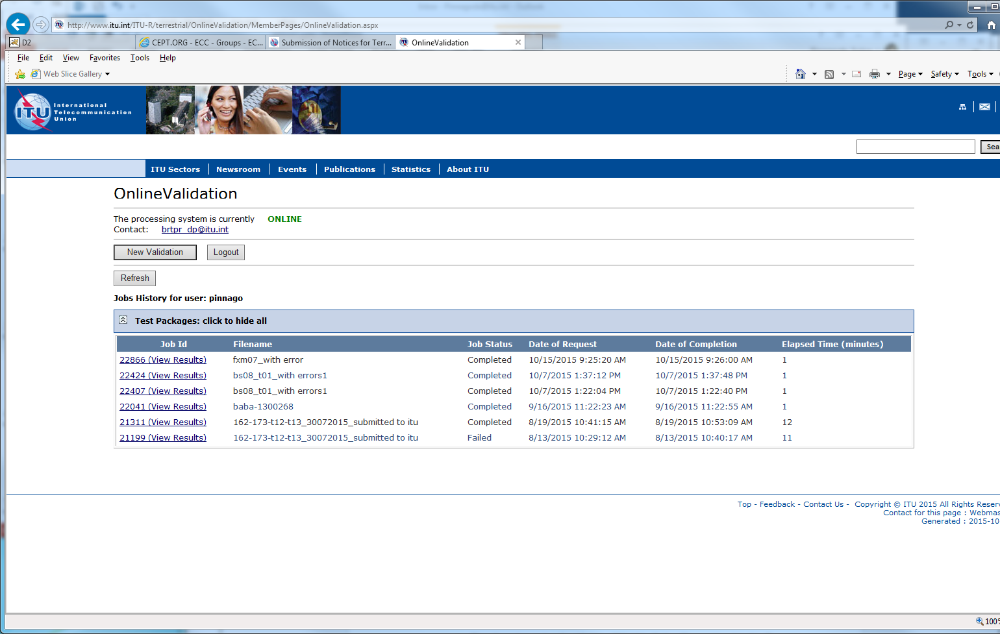 http://www.itu.int/ITU-R/terrestrial/OnlineValidation/MemberPages/OnlineValidation.aspx
D2 CEPT.ORG - ECC - Groups - EC... Submission of Notices for Terr... OnlineValidation
File Edit View Favorites Tools Help
Web Slice Gallery Page Safety Tools
ITU International Telecommunication Union
Sea
ITU Sectors Newsroom Events Publications Statistics About ITU
OnlineValidation
The processing system is currently ONLINE
Contact: brtpr_dp@itu.int
New Validation Logout
Refresh
Jobs History for user: pinnago
Test Packages: click to hide all
Job Id Filename Job Status Date of Request Date of Completion Elapsed Time (minutes)
22866 (View Results) fxm07_with error Completed 10/15/2015 9:25:20 AM 10/15/2015 9:26:00 AM 1
22424 (View Results) bs08_t01_with errors1 Completed 10/7/2015 1:37:12 PM 10/7/2015 1:37:48 PM 1
22407 (View Results) bs08_t01_with errors1 Completed 10/7/2015 1:22:04 PM 10/7/2015 1:22:40 PM 1
22041 (View Results) baba-1300268 Completed 9/16/2015 11:22:23 AM 9/16/2015 11:22:55 AM 1
21311 (View Results) 162-173-t12-t13_30072015_submitted to itu Completed 8/19/2015 10:41:15 AM 8/19/2015 10:53:09 AM 12
21199 (View Results) 162-173-t12-t13_30072015_submitted to itu Failed 8/13/2015 10:29:12 AM 8/13/2015 10:40:17 AM 11
Top - Feedback - Contact Us - Copyright © ITU 2015 All Rights Reserv
Contact for this page : Webmas
Generated : 2015-10
100%